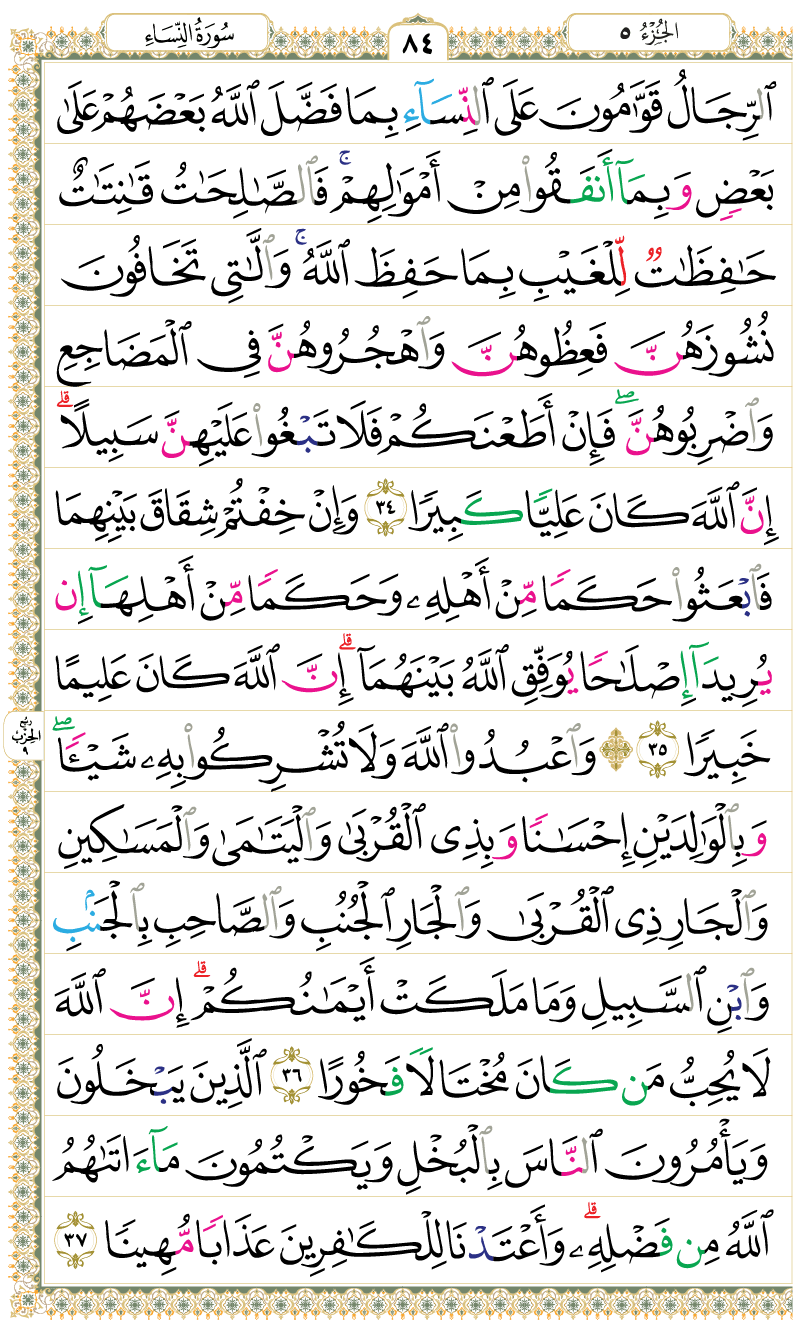 سُورَةُ النِّسَاءِ
٨٤
الجُزْءُ ٥
ٱلرِّجَالُ قَوَّٰمُونَ عَلَى ٱلنِّسَآءِ بِمَا فَضَّلَ ٱللَّهُ بَعْضَهُمْ عَلَىٰ
بَعْضٍ وَبِمَآ أَنفَقُوا۟ مِنْ أَمْوَٰلِهِمْ ۚ فَٱلصَّٰلِحَٰتُ قَٰنِتَٰتٌ
حَٰفِظَٰتٌ لِّلْغَيْبِ بِمَا حَفِظَ ٱللَّهُ ۚ وَٱلَّٰتِى تَخَافُونَ
نُشُوزَهُنَّ فَعِظُوهُنَّ وَٱهْجُرُوهُنَّ فِى ٱلْمَضَاجِعِ
وَٱضْرِبُوهُنَّ ۖ فَإِنْ أَطَعْنَكُمْ فَلَا تَبْغُوا۟ عَلَيْهِنَّ سَبِيلًا ۗ
إِنَّ ٱللَّهَ كَانَ عَلِيًّا كَبِيرًا ٣٤ وَإِنْ خِفْتُمْ شِقَاقَ بَيْنِهِمَا
فَٱبْعَثُوا۟ حَكَمًا مِّنْ أَهْلِهِۦ وَحَكَمًا مِّنْ أَهْلِهَآ إِن
يُرِيدَآ إِصْلَٰحًا يُوَفِّقِ ٱللَّهُ بَيْنَهُمَآ ۗ إِنَّ ٱللَّهَ كَانَ عَلِيمًا
خَبِيرًا ٣٥ ۞ وَٱعْبُدُوا۟ ٱللَّهَ وَلَا تُشْرِكُوا۟ بِهِۦ شَيْـًٔا ۖ
وَبِٱلْوَٰلِدَيْنِ إِحْسَٰنًا وَبِذِى ٱلْقُرْبَىٰ وَٱلْيَتَٰمَىٰ وَٱلْمَسَٰكِينِ
وَٱلْجَارِ ذِى ٱلْقُرْبَىٰ وَٱلْجَارِ ٱلْجُنُبِ وَٱلصَّاحِبِ بِٱلْجَنۢبِ
وَٱبْنِ ٱلسَّبِيلِ وَمَا مَلَكَتْ أَيْمَٰنُكُمْ ۗ إِنَّ ٱللَّهَ
لَا يُحِبُّ مَن كَانَ مُخْتَالًا فَخُورًا ٣٦ ٱلَّذِينَ يَبْخَلُونَ
وَيَأْمُرُونَ ٱلنَّاسَ بِٱلْبُخْلِ وَيَكْتُمُونَ مَآ ءَاتَىٰهُمُ
ٱللَّهُ مِن فَضْلِهِۦ ۗ وَأَعْتَدْنَا لِلْكَٰفِرِينَ عَذَابًا مُّهِينًا ٣٧
ربع
الحزب
٩